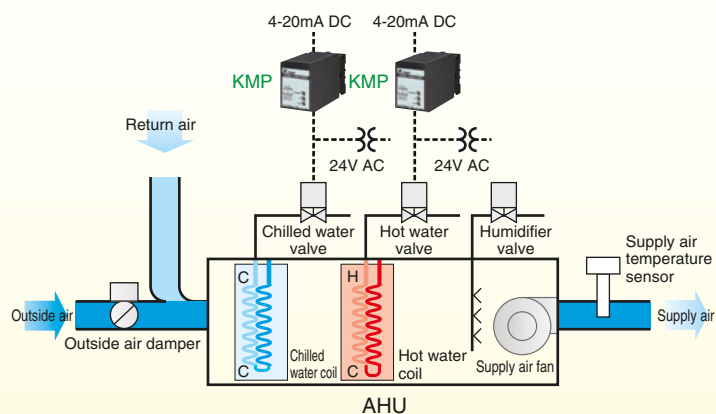 4-20mA DC
4-20mA DC
KMP
KMP
Return air
24V AC
24V AC
Chilled water
valve
Hot water
valve
Humidifier
valve
Supply air
temperature
sensor
C
H
Outside air
Supply air
Outside air damper
Chilled
water coil
Hot water
coil
Supply air fan
C
C
AHU